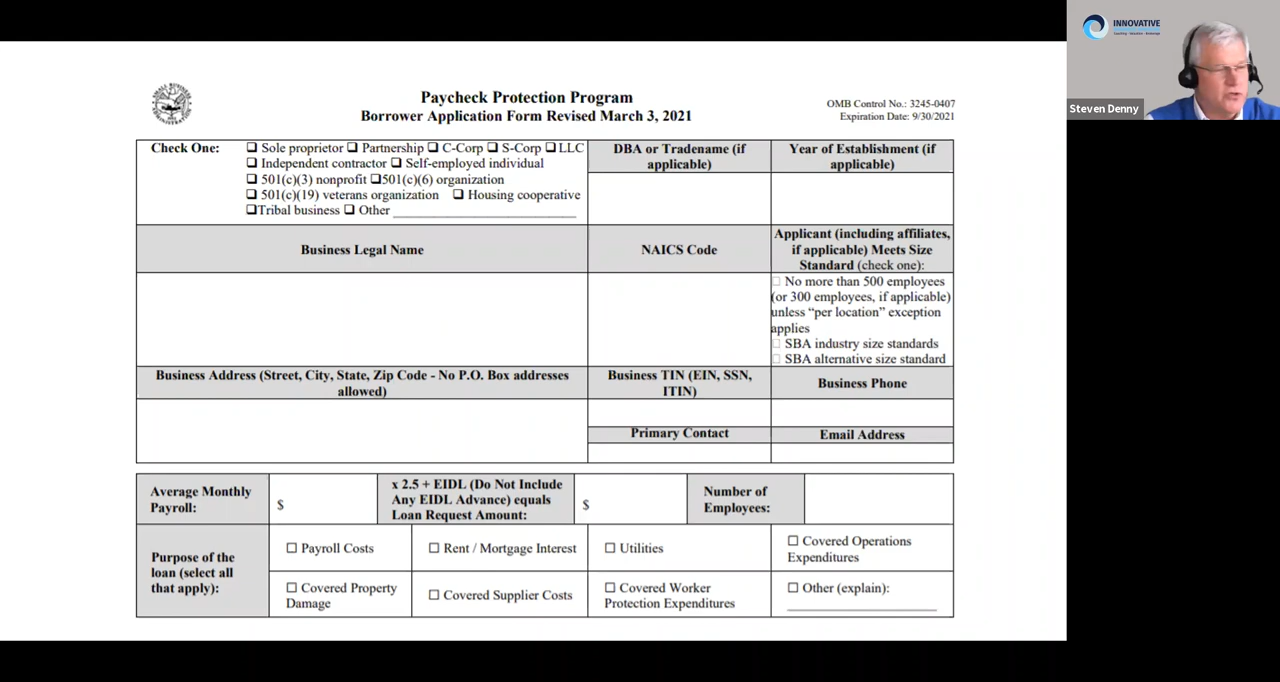 INNOVATIVE
Steven Denny
Paycheck Protection Program
Borrower Application Form Revised March 3, 2021
OMB Control No.: 3245-0407
Expiration Date: 9/30/2021
Check One:
☐ Sole proprietor ☐ Partnership ☐ C-Corp ☐ S-Corp ☐ LLC
☐ Independent contractor ☐ Self-employed individual
☐ 501(c)(3) nonprofit ☐501(c)(6) organization
☐ 501(c)(19) veterans organization ☐ Housing cooperative
☐Tribal business ☐ Other ____________________________
DBA or Tradename (if
applicable)
Year of Establishment (if
applicable)
Business Legal Name
NAICS Code
Applicant (including affiliates,
if applicable) Meets Size
Standard (check one):
☐ No more than 500 employees
(or 300 employees, if applicable)
unless “per location” exception
applies
☐ SBA industry size standards
☐ SBA alternative size standard
Business Address (Street, City, State, Zip Code - No P.O. Box addresses
allowed)
Business TIN (EIN, SSN,
ITIN)
Business Phone
Primary Contact
Email Address
Average Monthly
Payroll:
$
x 2.5 + EIDL (Do Not Include
Any EIDL Advance) equals
Loan Request Amount:
$
Number of
Employees:
Purpose of the
loan (select all
that apply):
☐ Payroll Costs
☐ Rent / Mortgage Interest
☐ Utilities
☐ Covered Operations
Expenditures
☐ Covered Property
Damage
☐ Covered Supplier Costs
☐ Covered Worker
Protection Expenditures
☐ Other (explain):
______________________